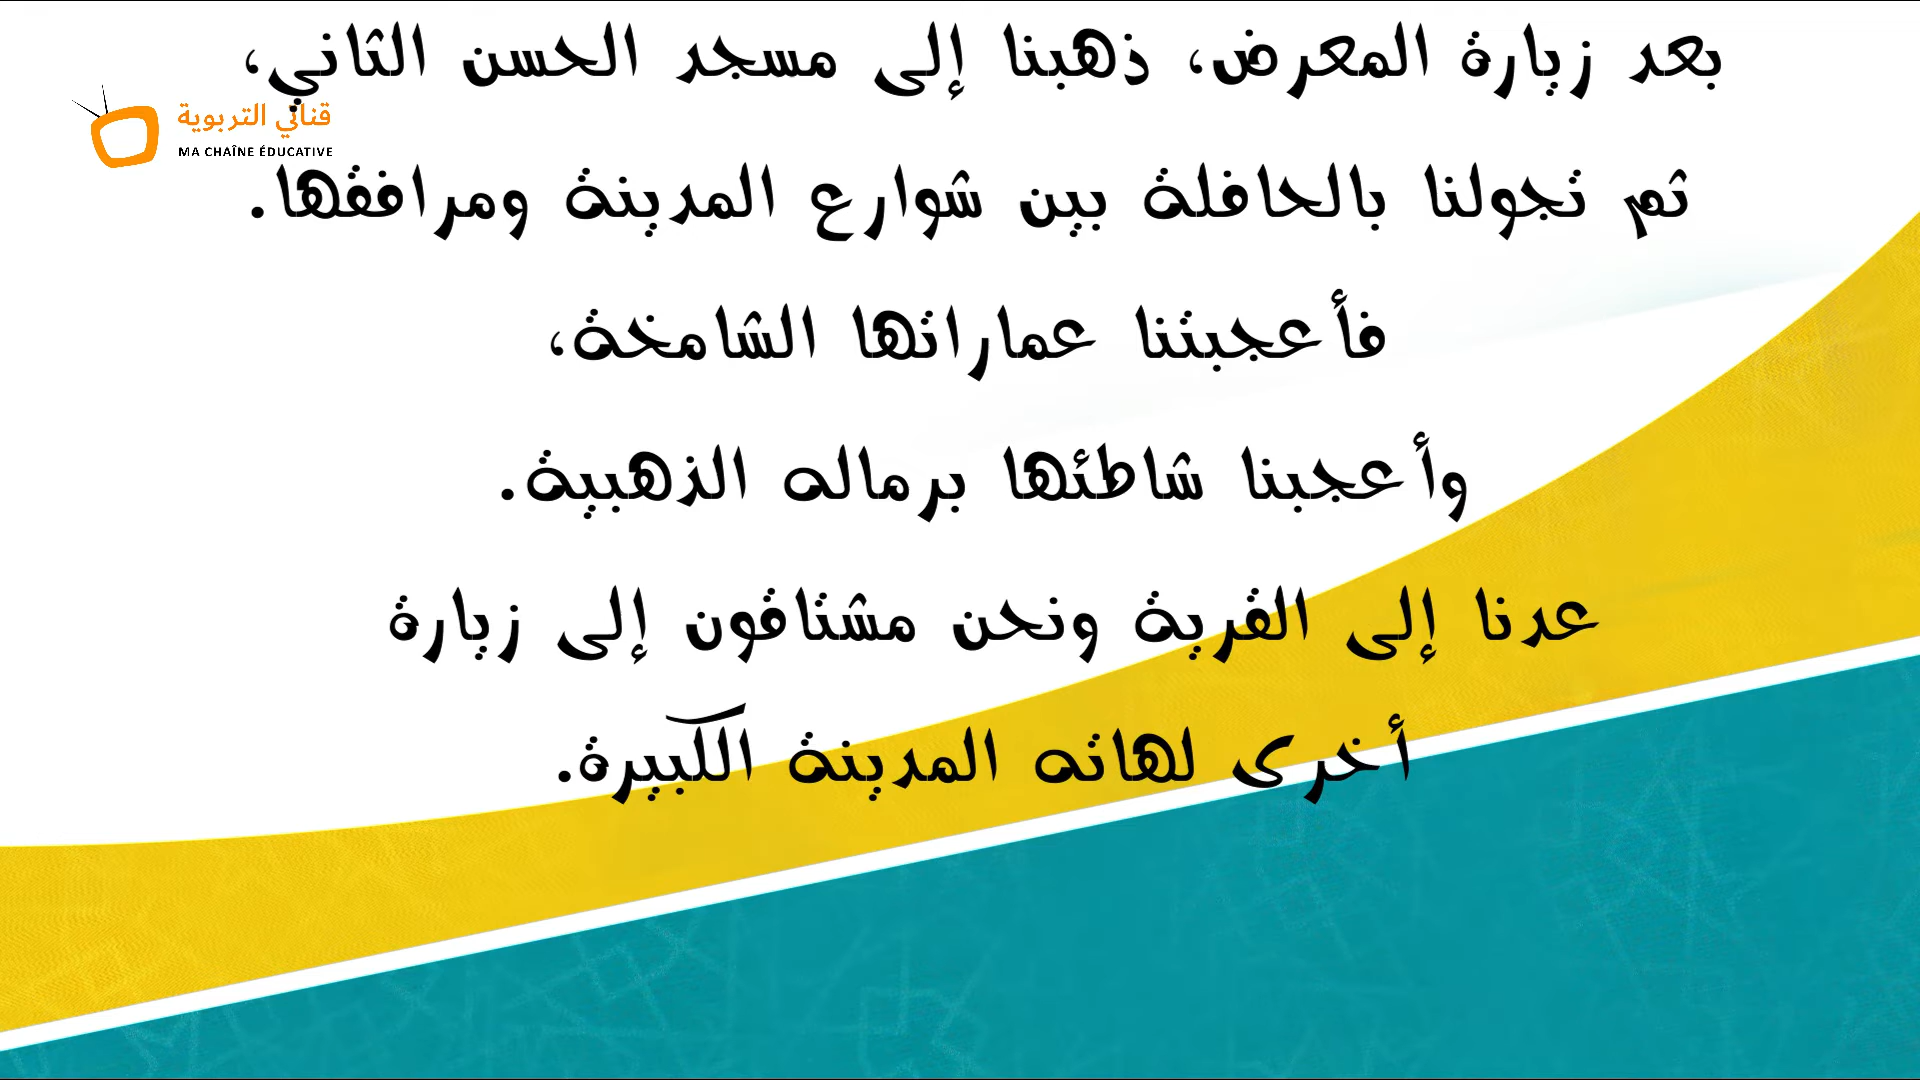 بعد زيارة المعرض، ذهبنا إلى مسجد الحسن الثاني،
قناتي التربوية
MA CHAÎNE ÉDUCATIVE
ثم تجولنا بالحافلة بين شوارع المدينة ومرافقها.
فأعجبتنا عماراتها الشامخة،
وأعجبنا شاطئها برماله الذهبية.
عدنا إلى القرية ونحن مشتاقون إلى زيارة
أخرى لهاته المدينة الكبيرة.